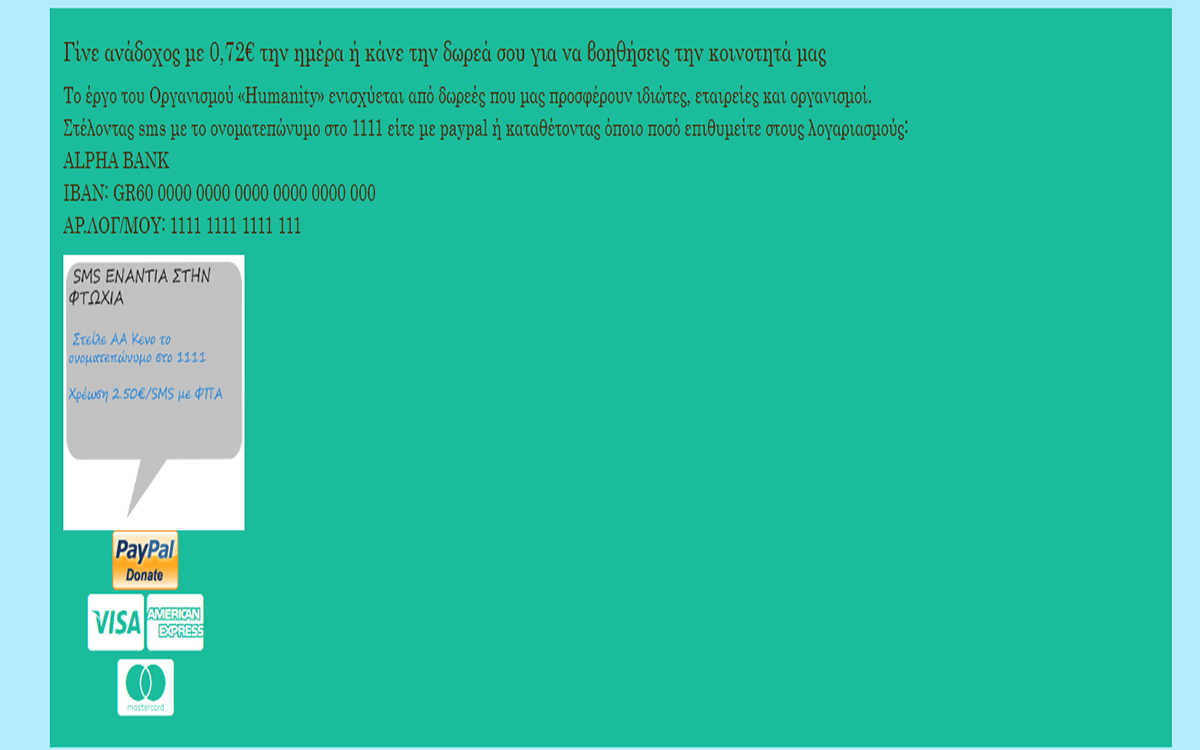 Γίνε ανάδοχος με 0,72€ την ημέρα ή κάνε την δωρεά σου για να βοηθήσεις την κοινοτητά μας
Το έργο του Οργανισμού «Humanity» ενισχύεται από δωρεές που μας προσφέρουν ιδιώτες, εταιρείες και οργανισμοί.
Στέλοντας sms με το ονοματεπώνυμο στο 1111 είτε με paypal ή καταθέτοντας όποιο ποσό επιθυμείτε στους λογαριασμούς:
ALPHA BANK
IBAN: GR60 0000 0000 0000 0000 0000 000
ΑΡ.ΛΟΓ/ΜΟΥ: 1111 1111 1111 111
SMS ΕΝΑΝΤΙΑ ΣΤΗΝ
ΦΤΩΧΙΑ
Στείλε ΑΑ Κενο το
ονοματεπώνυμο στο 1111
Χρέωση 2.50€/SMS με ΦΠΑ
PayPal
Donate
VISA
AMERICAN
EXPRESS
mastercard